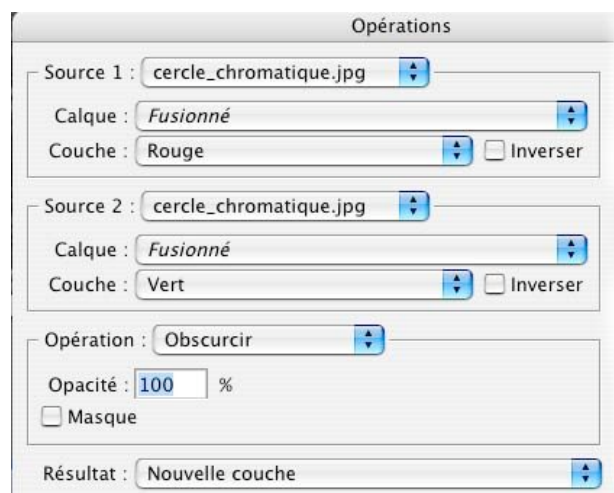 Opérations
Source 1 : cercle_chromatique.jpg
Calque : Fusionné
Couche : Rouge Inverser
Source 2 : cercle_chromatique.jpg
Calque : Fusionné
Couche : Vert Inverser
Opération : Obscurcir
Opacité : 100 %
Masque
Résultat : Nouvelle couche